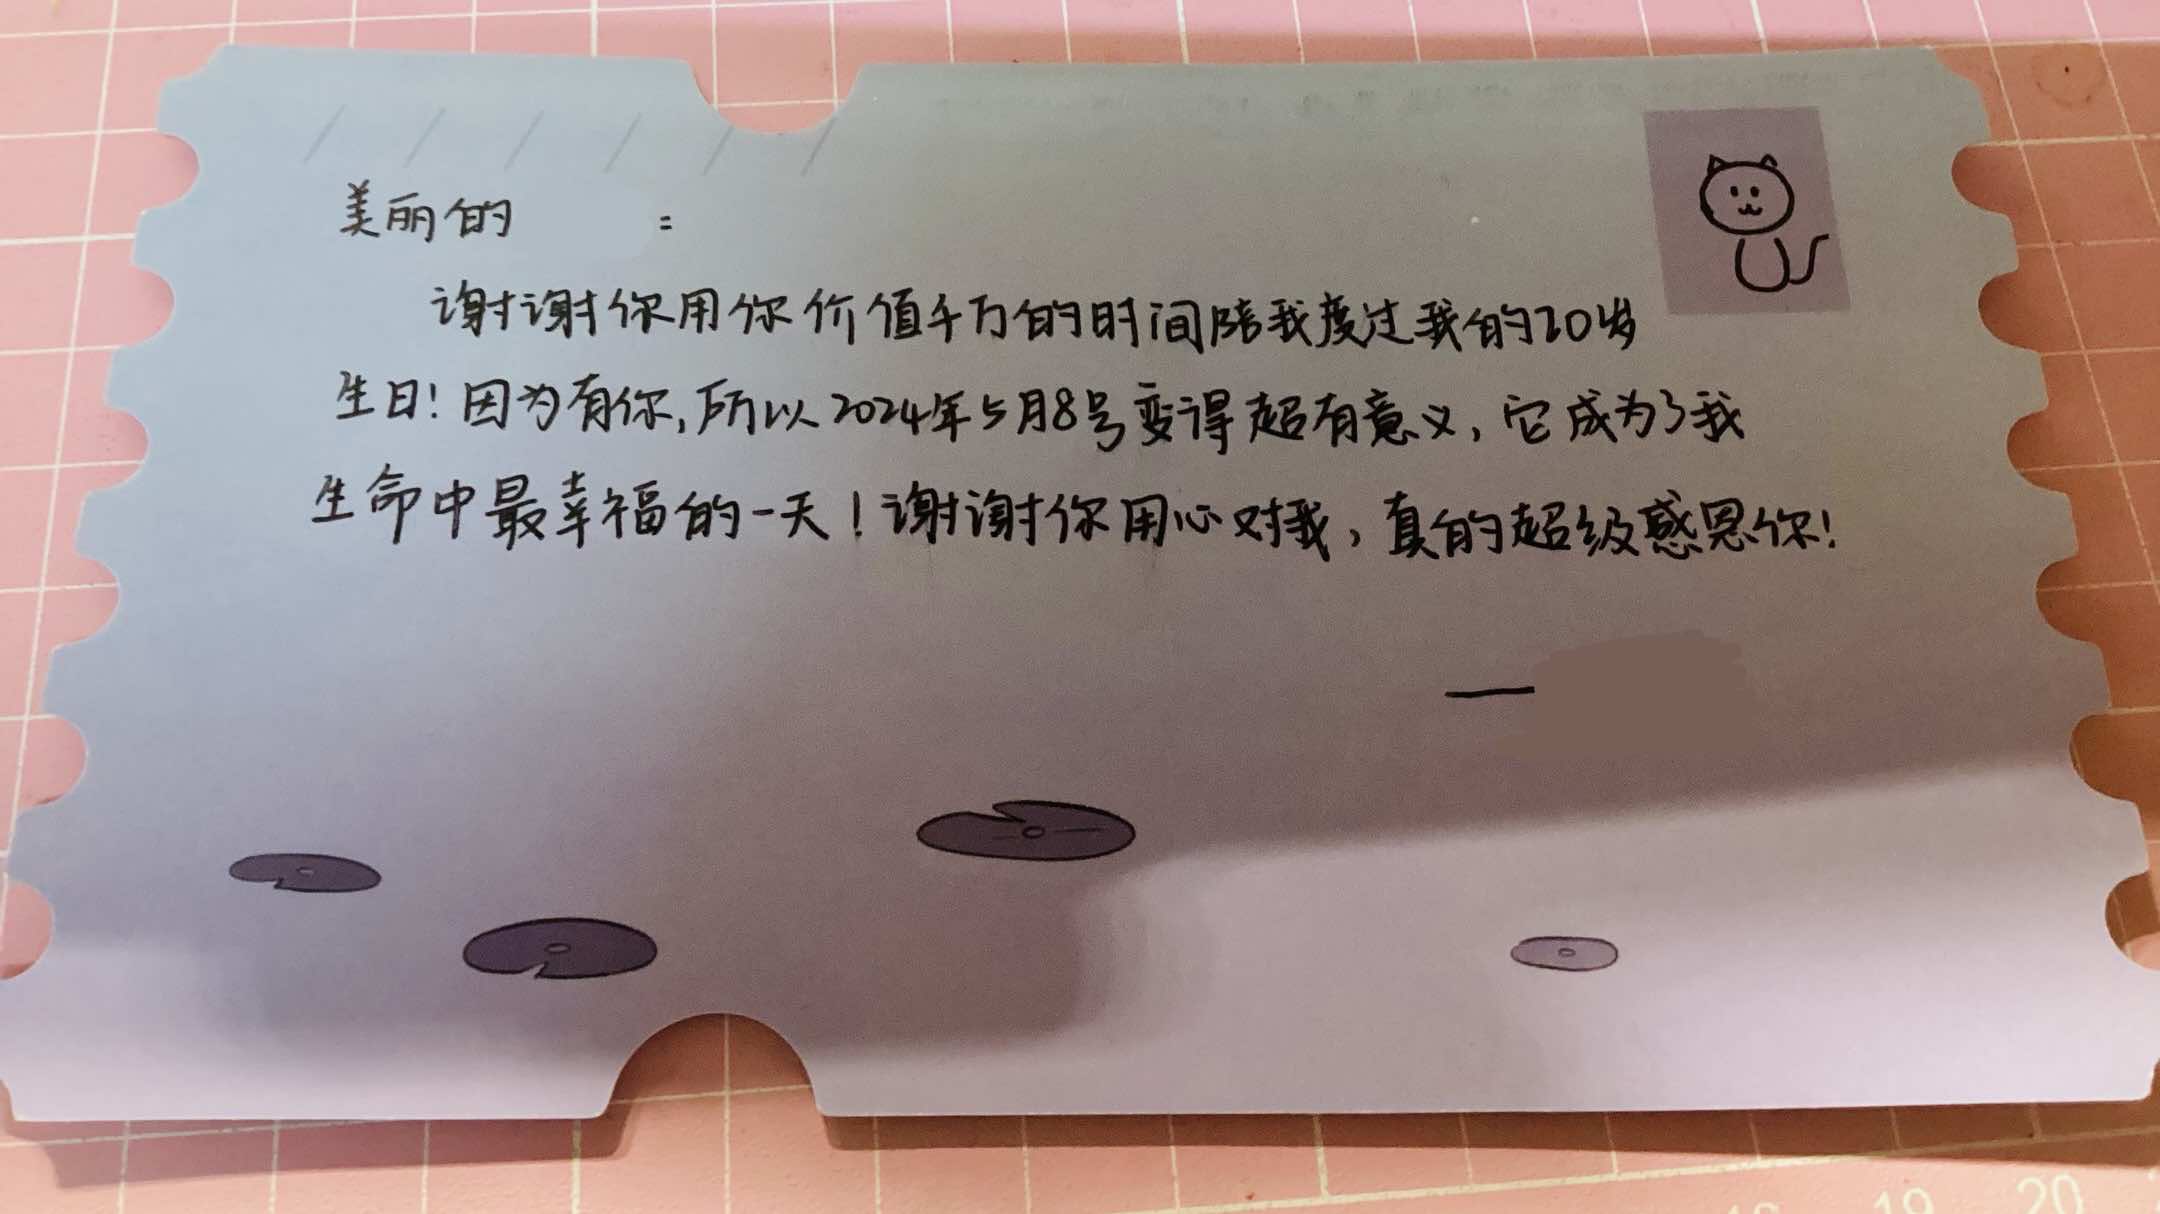 美丽的 :
谢谢你用你价值千万的时间陪我度过我的20岁
生日!因为有你,所以2024年5月8号变得超有意义,它成为了我
生命中最幸福的一天!谢谢你用心对我,真的超级感恩你!
—
19 20